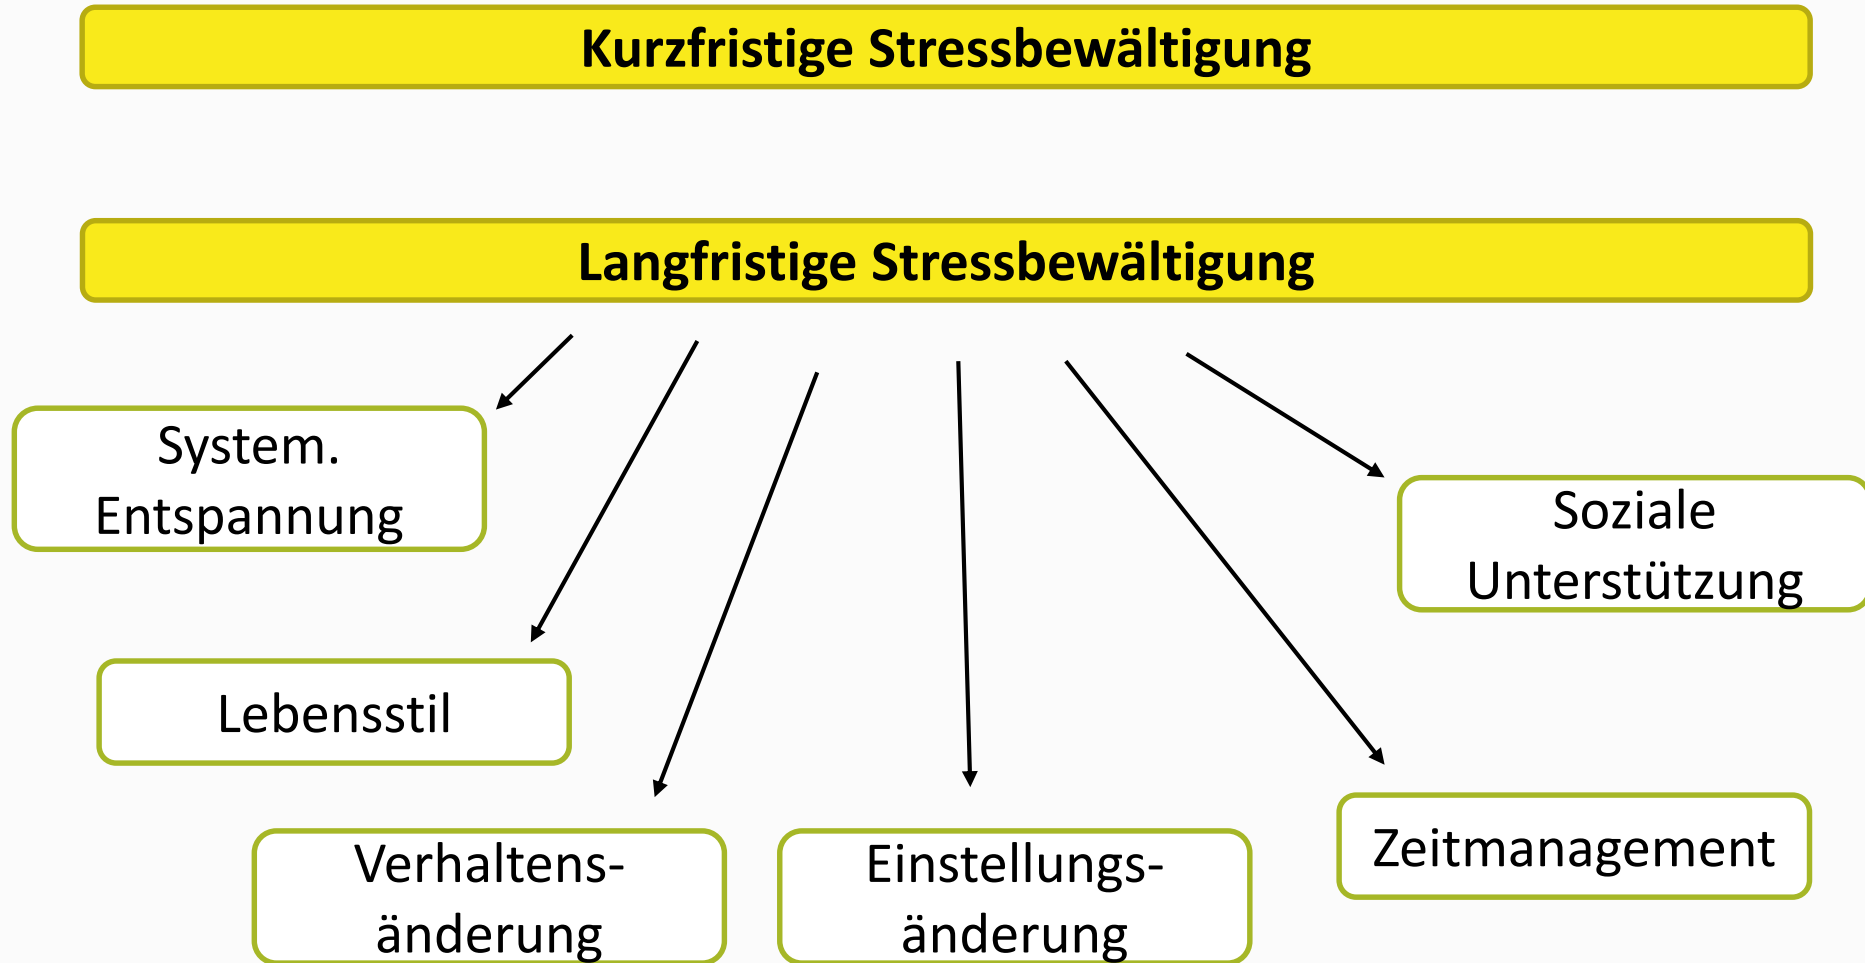 Kurzfristige Stressbewältigung
Langfristige Stressbewältigung
System.
Entspannung
Soziale
Unterstützung
Lebensstil
Verhaltens-
änderung
Einstellungs-
änderung
Zeitmanagement